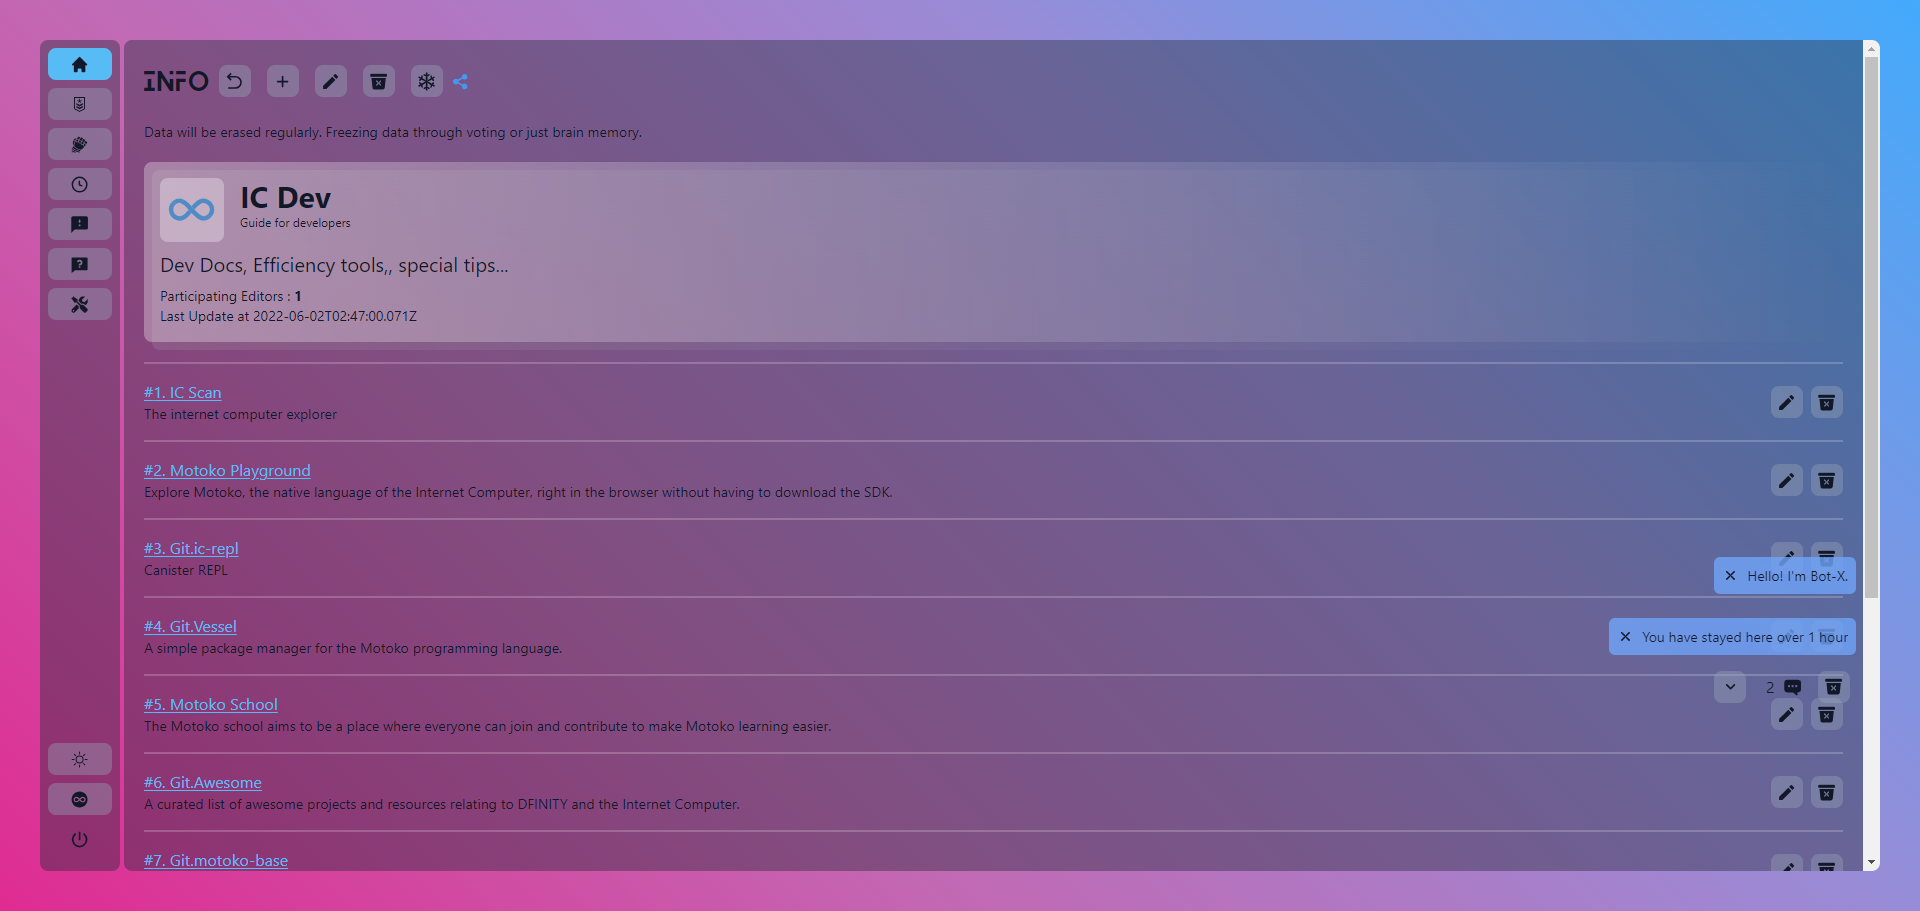 INFO
Data will be erased regularly. Freezing data through voting or just brain memory.
IC Dev
Guide for developers
Dev Docs, Efficiency tools,, special tips...
Participating Editors : 1
Last Update at 2022-06-02T02:47:00.071Z
#1. IC Scan
The internet computer explorer
#2. Motoko Playground
Explore Motoko, the native language of the Internet Computer, right in the browser without having to download the SDK.
#3. Git.ic-repl
Canister REPL
Hello! I'm Bot-X.
#4. Git.Vessel
A simple package manager for the Motoko programming language.
You have stayed here over 1 hour
2
#5. Motoko School
The Motoko school aims to be a place where everyone can join and contribute to make Motoko learning easier.
#6. Git.Awesome
A curated list of awesome projects and resources relating to DFINITY and the Internet Computer.
#7. Git.motoko-base